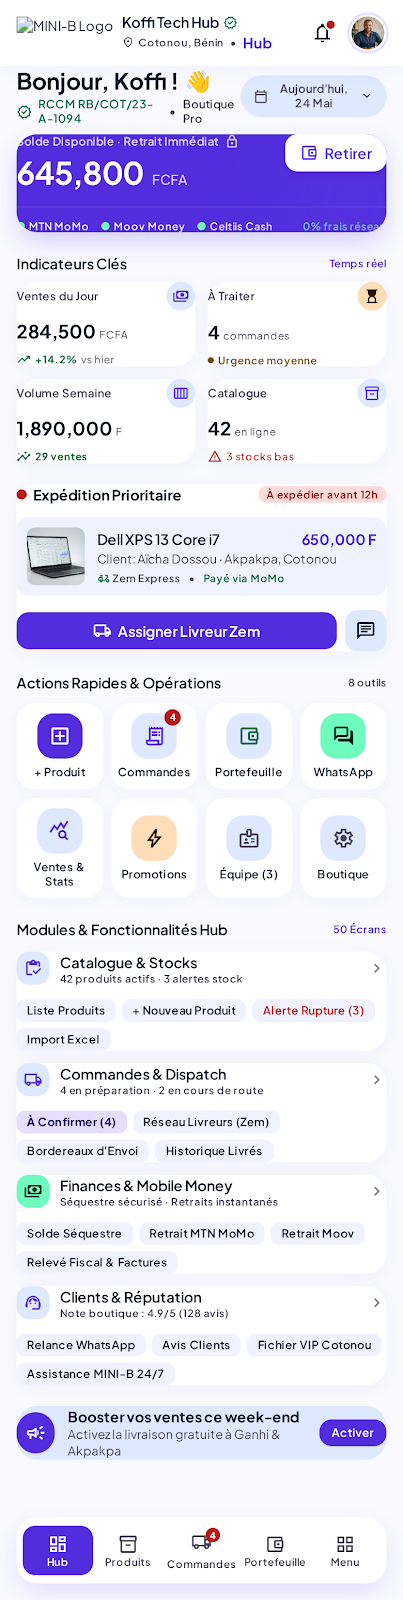 MINI-B Logo
Koffi Tech Hub
Cotonou, Bénin • Hub
Bonjour, Koffi ! 👋
RCCM RB/COT/23-A-1094 • Boutique Pro
Aujourd'hui, 24 Mai
Solde Disponible · Retrait Immédiat
645,800 FCFA
Retirer
MTN MoMo Moov Money Celtiis Cash 0% frais résea
Indicateurs Clés
Temps réel
Ventes du Jour
284,500 FCFA
+14.2% vs hier
À Traiter
4 commandes
Urgence moyenne
Volume Semaine
1,890,000 F
29 ventes
Catalogue
42 en ligne
3 stocks bas
Expédition Prioritaire
À expédier avant 12h
Dell XPS 13 Core i7
650,000 F
Client: Aïcha Dossou · Akpakpa, Cotonou
Zem Express • Payé via MoMo
Assigner Livreur Zem
Actions Rapides & Opérations
8 outils
+ Produit
4
Commandes
Portefeuille
WhatsApp
Ventes & Stats
Promotions
Équipe (3)
Boutique
Modules & Fonctionnalités Hub
50 Écrans
Catalogue & Stocks
42 produits actifs · 3 alertes stock
Liste Produits
+ Nouveau Produit
Alerte Rupture (3)
Import Excel
Commandes & Dispatch
4 en préparation · 2 en cours de route
À Confirmer (4)
Réseau Livreurs (Zem)
Bordereaux d'Envoi
Historique Livrés
Finances & Mobile Money
Séquestre sécurisé · Retraits instantanés
Solde Séquestre
Retrait MTN MoMo
Retrait Moov
Relevé Fiscal & Factures
Clients & Réputation
Note boutique : 4.9/5 (128 avis)
Relance WhatsApp
Avis Clients
Fichier VIP Cotonou
Assistance MINI-B 24/7
Booster vos ventes ce week-end
Activez la livraison gratuite à Ganhi &
Akpakpa
Activer
Hub
Produits
4
Commandes
Portefeuille
Menu